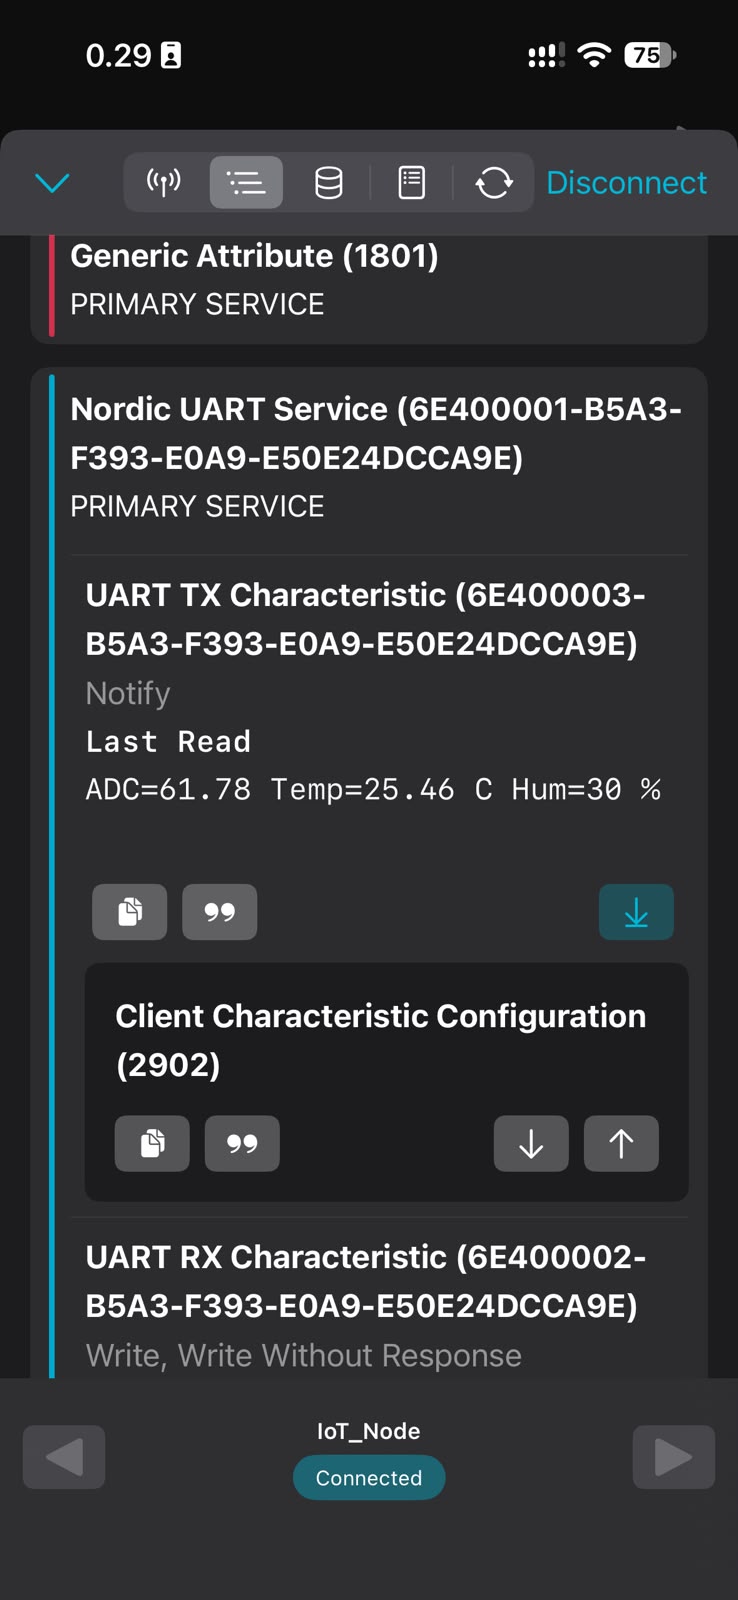 0.29
75
Disconnect
Generic Attribute (1801)
PRIMARY SERVICE
Nordic UART Service (6E400001-B5A3-
F393-E0A9-E50E24DCCA9E)
PRIMARY SERVICE
UART TX Characteristic (6E400003-
B5A3-F393-E0A9-E50E24DCCA9E)
Notify
Last Read
ADC=61.78 Temp=25.46 C Hum=30 %
Client Characteristic Configuration
(2902)
UART RX Characteristic (6E400002-
B5A3-F393-E0A9-E50E24DCCA9E)
Write, Write Without Response
IoT_Node
Connected